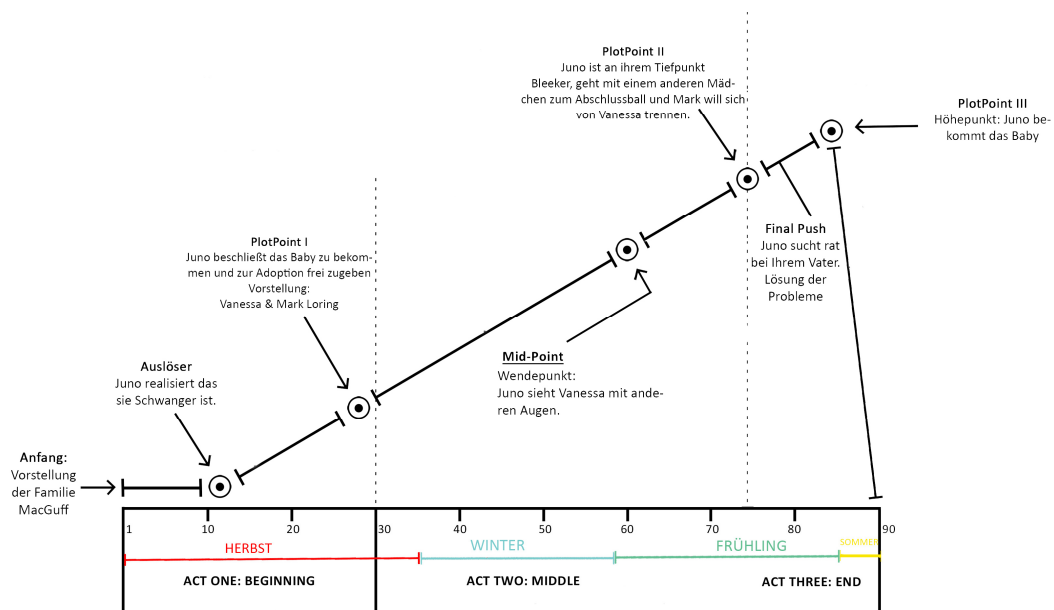 PlotPoint II
Juno ist an ihrem Tiefpunkt
Bleeker, geht mit einem anderen Mäd-
chen zum Abschlussball und Mark will sich
von Vanessa trennen.
PlotPoint III
Höhepunkt: Juno be-
kommt das Baby
PlotPoint I
Juno beschließt das Baby zu bekom-
men und zur Adoption frei zugeben
Vorstellung:
Vanessa & Mark Loring
Final Push
Juno sucht rat
bei Ihrem Vater.
Lösung der
Probleme
Mid-Point
Wendepunkt:
Juno sieht Vanessa mit ande-
ren Augen.
Auslöser
Juno realisiert das
sie Schwanger ist.
Anfang:
Vorstellung
der Familie
MacGuff
1 10 20 30 40 50 60 70 80 90
HERBST WINTER FRÜHLING SOMMER
ACT ONE: BEGINNING ACT TWO: MIDDLE ACT THREE: END